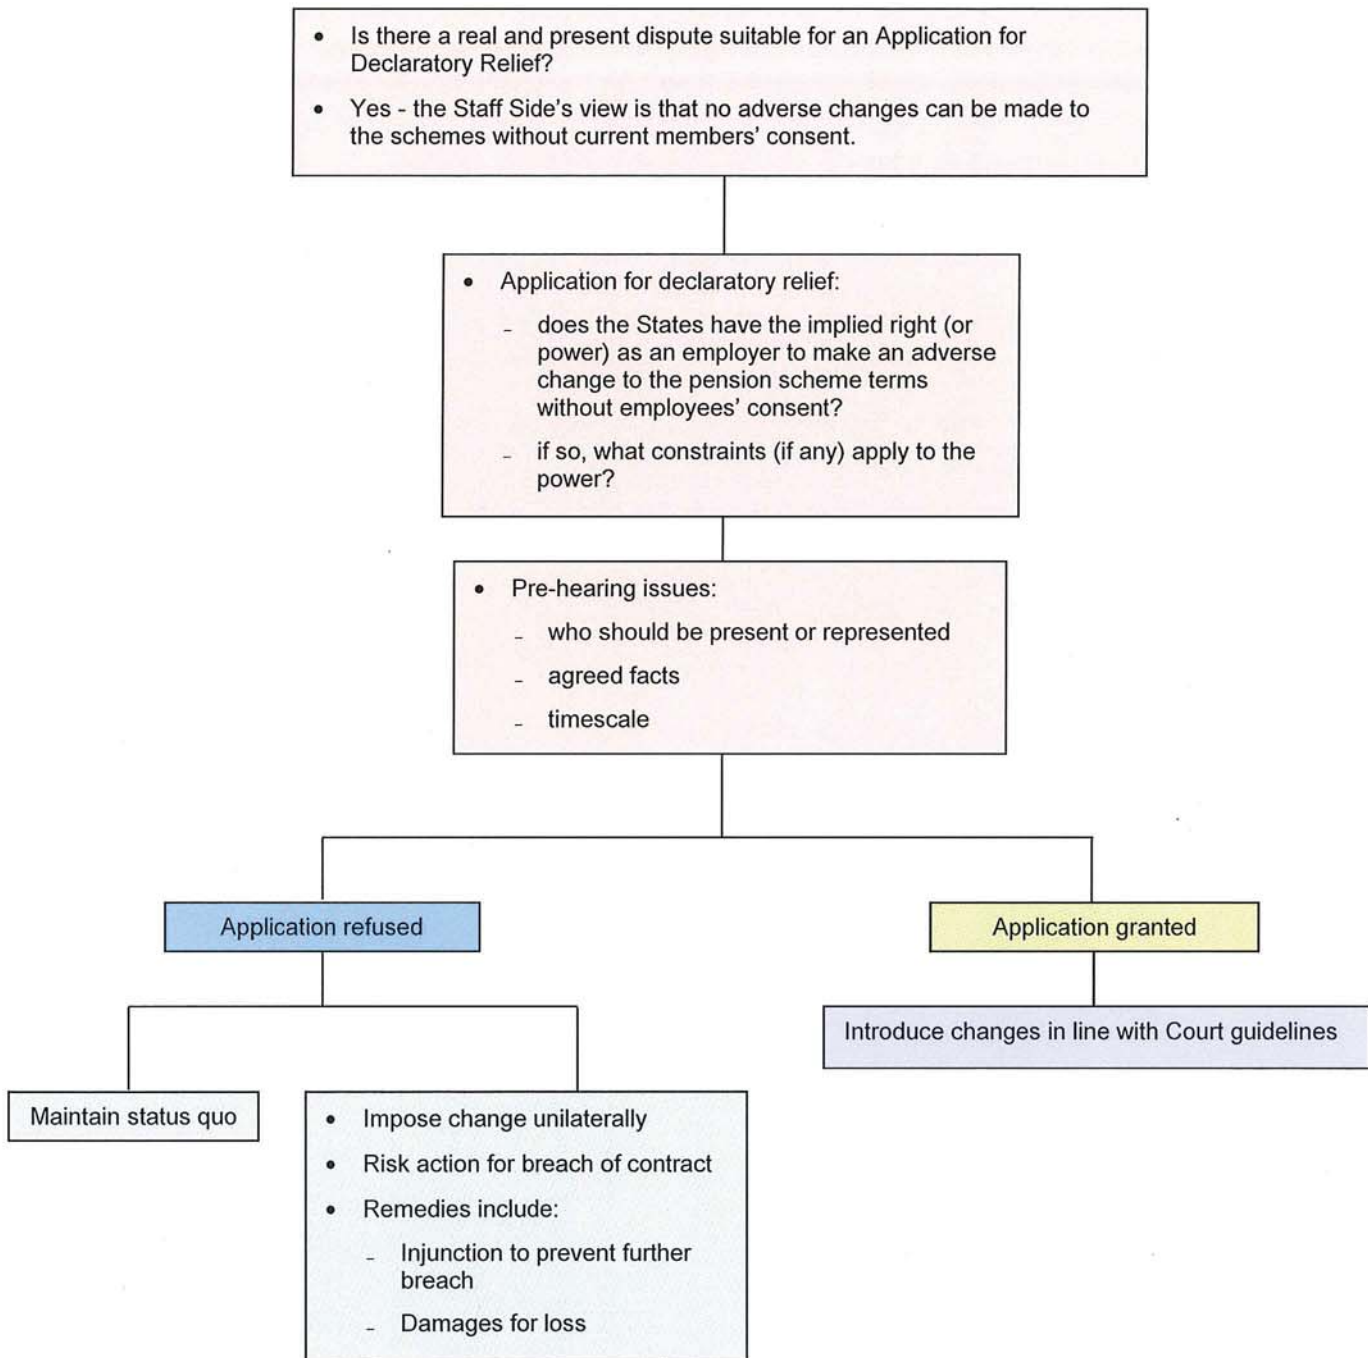 • Is there a real and present dispute suitable for an Application for
Declaratory Relief?
• Yes - the Staff Side's view is that no adverse changes can be made to
the schemes without current members' consent.
• Application for declaratory relief:
- does the States have the implied right (or
power) as an employer to make an adverse
change to the pension scheme terms
without employees' consent?
- if so, what constraints (if any) apply to the
power?
• Pre-hearing issues:
- who should be present or represented
- agreed facts
- timescale
Application refused
Application granted
Introduce changes in line with Court guidelines
Maintain status quo
• Impose change unilaterally
• Risk action for breach of contract
• Remedies include:
- Injunction to prevent further
breach
- Damages for loss